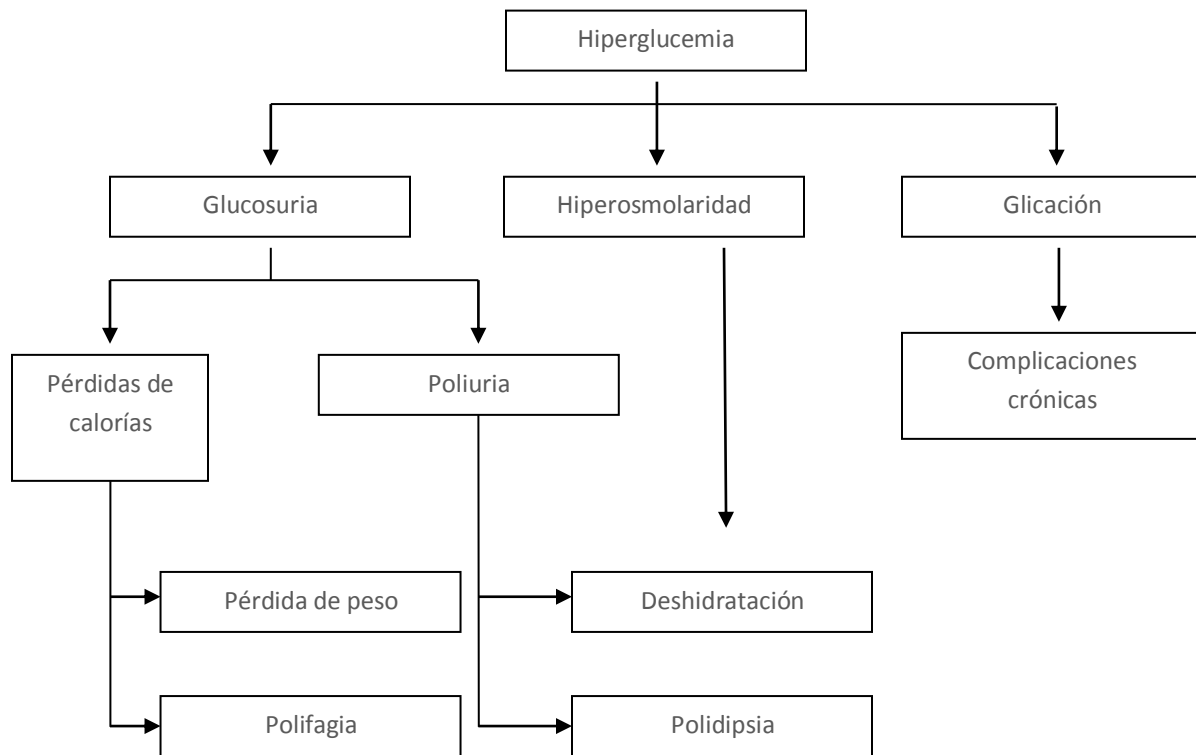 Hiperglucemia
Glucosuria
Hiperosmolaridad
Glicación
Pérdidas de
calorías
Poliuria
Complicaciones
crónicas
Pérdida de peso
Deshidratación
Polifagia
Polidipsia